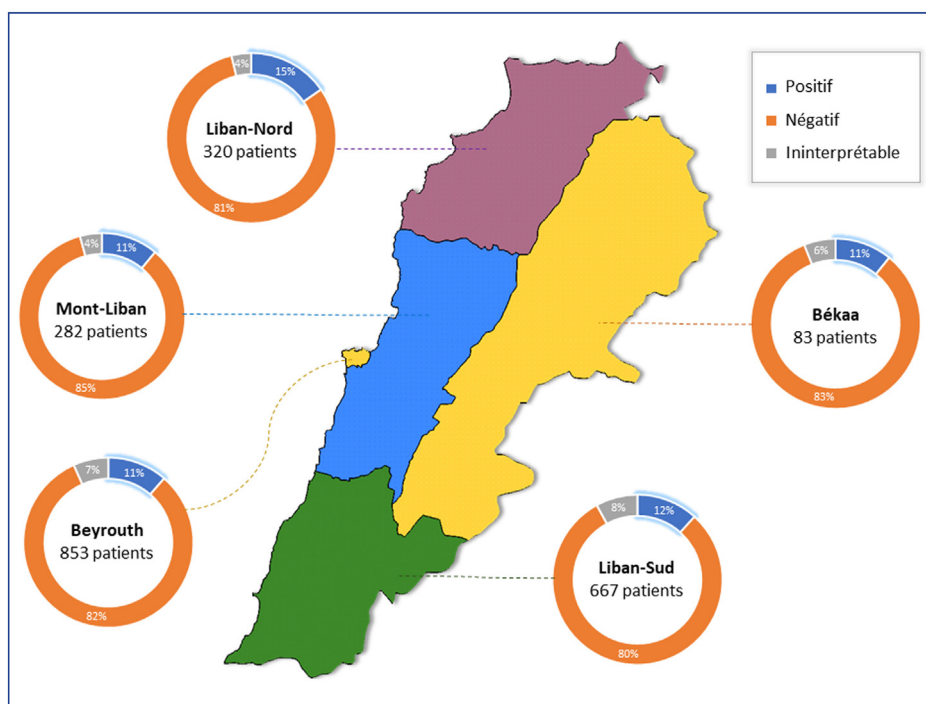 4%
15%
Liban-Nord
320 patients
81%
Positif
Négatif
Ininterprétable
4%
11%
Mont-Liban
282 patients
85%
6%
11%
Békaa
83 patients
83%
7%
11%
Beyrouth
853 patients
82%
8%
12%
Liban-Sud
667 patients
80%